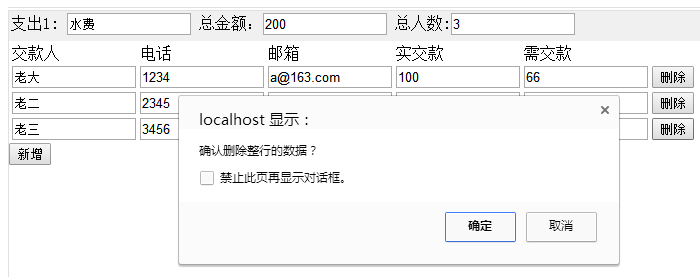 支出1: 水费 总金额: 200 总人数:3
交款人 电话 邮箱 实交款 需交款
老大 1234 a@163.com 100 66 删除
老二 2345 删除
老三 3456 删除
新增
localhost 显示：
确认删除整行的数据？
禁止此页再显示对话框。
确定 取消